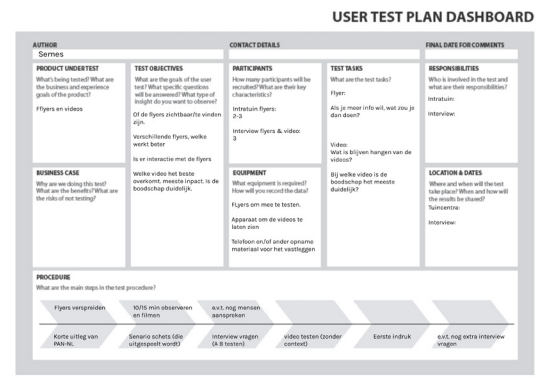 USER TEST PLAN DASHBOARD
AUTHOR
Semes
CONTACT DETAILS
FINAL DATE FOR COMMENTS
PRODUCT UNDER TEST
What's being tested? What are
the business and experience
goals of the product?
Fflyers en videos
BUSINESS CASE
Why are we doing this test?
What are the benefits? What are
the risks of not testing?
TEST OBJECTIVES
What are the goals of the user
test? What specific questions
will be answered? What type of
insight do you want to observe?
Of de flyers zichtbaar/te vinden
zijn.
Verschillende flyers, welke
werkt beter
Is er interactie met de flyers
Welke video het beste
overkomt, meeste inpact. Is de
boodschap duidelijk.
PARTICIPANTS
How many participants will be
recruited? What are their key
characteristics?
Intratuin flyers:
2-3
Interview flyers & video:
3
EQUIPMENT
What equipment is required?
How will you record the data?
FLyers om mee te testen.
Apparaat om de videos te
laten zien
Telefoon en/of ander opname
materiaal voor het vastleggen
TEST TASKS
What are the test tasks?
Flyer:
Als je meer info wil, wat zou je
dan doen?
Video:
Wat is blijven hangen van de
videos?
Bij welke video is de
boodschap het meeste
duidelijk?
RESPONSIBILITIES
Who is involved in the test and
what are their responsibilities?
Intratuin:
Interview:
LOCATION & DATES
Where and when will the test
take place? When and how will
the results be shared?
Tuincentra:
Interview:
PROCEDURE
What are the main steps in the test procedure?
Flyers verspreiden
10/15 min observeren
en filmen
e.v.t. nog mensen
aanspreken
Korte uitleg van
PAN-NL
Senario schets (die
uitgespeelt wordt)
Interview vragen
(A B testen)
video testen (zonder
context)
Eerste indruk
e.v.t. nog extra interview
vragen